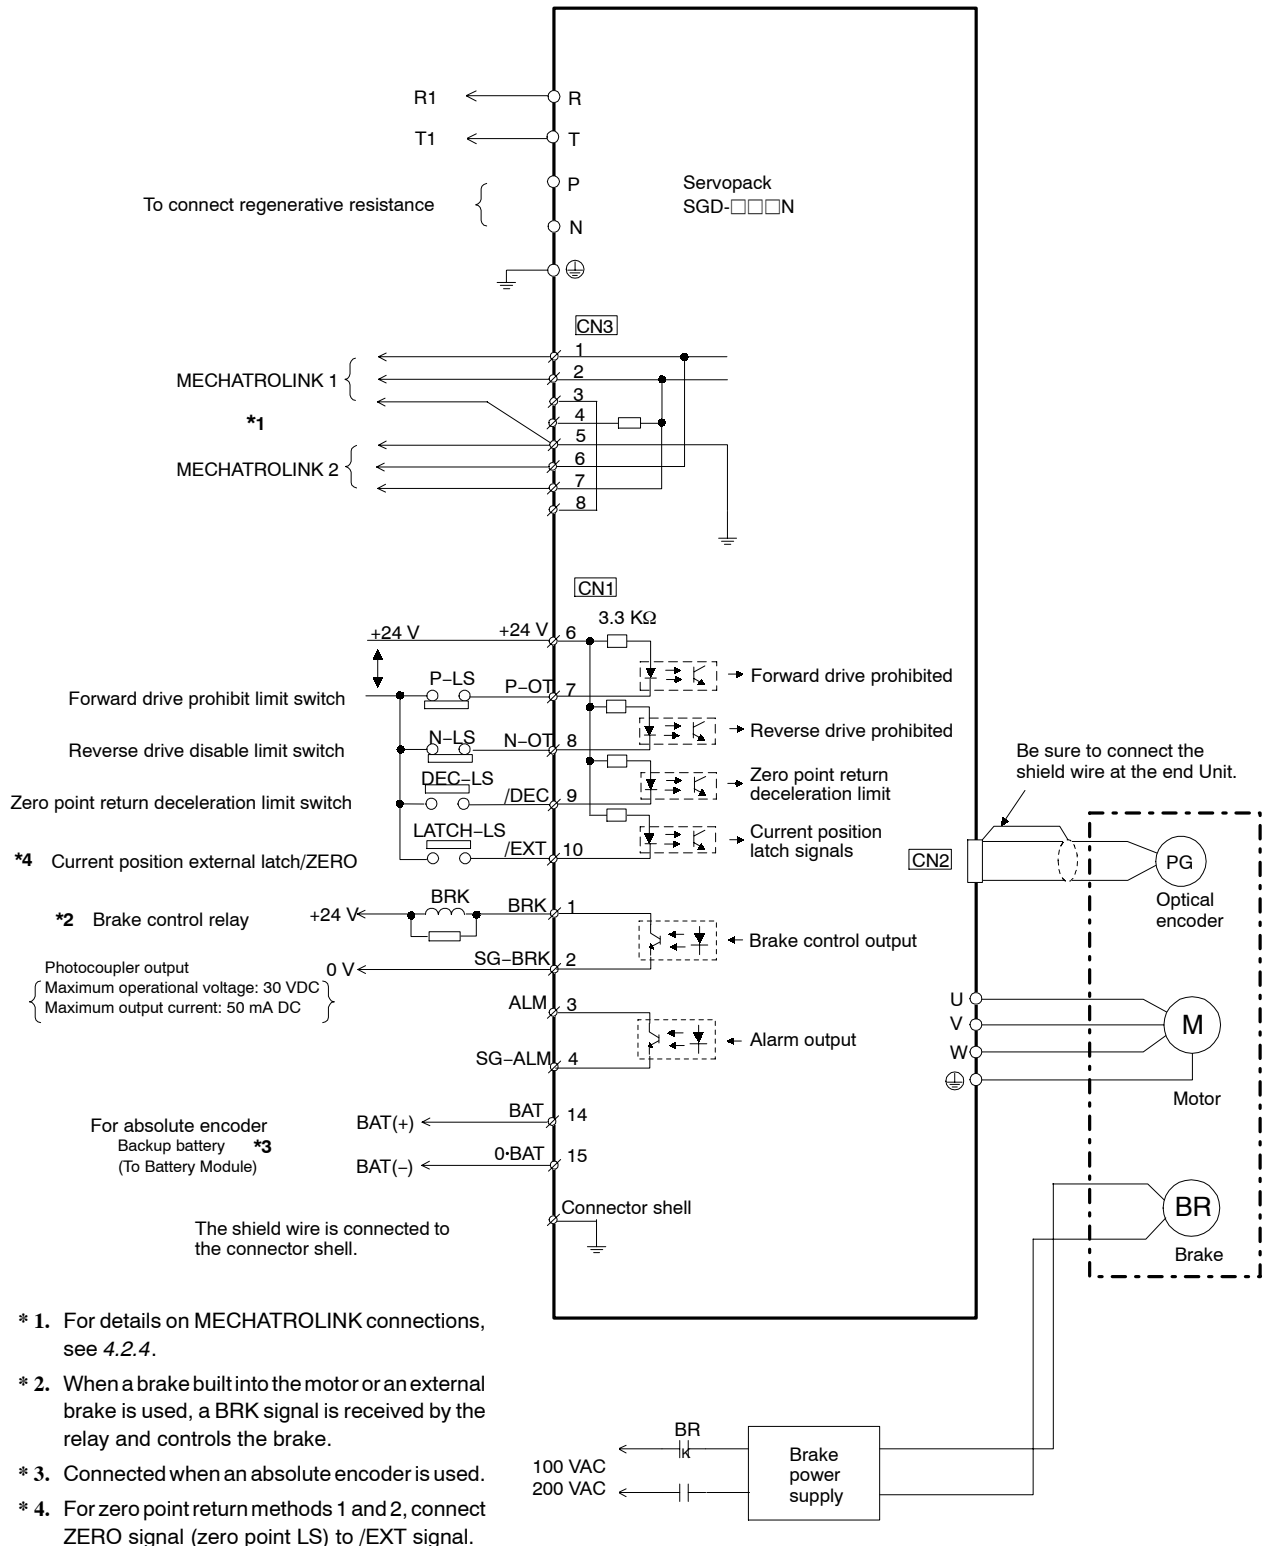 R1
R
T1
T
P
To connect regenerative resistance
N
Servopack
SGD-□□□N
CN3
1
2
3
4
5
6
7
8
MECHATROLINK 1
*1
MECHATROLINK 2
CN1
3.3 KΩ
+24 V
+24 V
6
Forward drive prohibit limit switch
P–LS
P–OT
7
Forward drive prohibited
Reverse drive disable limit switch
N–LS
N–OT
8
Reverse drive prohibited
Zero point return deceleration limit switch
DEC–LS
/DEC
9
Zero point return
deceleration limit
*4 Current position external latch/ZERO
LATCH–LS
/EXT
10
Current position
latch signals
*2 Brake control relay
+24 V
BRK
BRK
1
Brake control output
0 V
SG–BRK
2
Photocoupler output
Maximum operational voltage: 30 VDC
Maximum output current: 50 mA DC
ALM
3
Alarm output
SG–ALM
4
For absolute encoder
Backup battery *3
(To Battery Module)
BAT(+)
BAT
14
BAT(–)
0•BAT
15
Connector shell
The shield wire is connected to
the connector shell.
Be sure to connect the
shield wire at the end Unit.
CN2
PG
Optical
encoder
U
V
W
M
Motor
BR
Brake
* 1. For details on MECHATROLINK connections,
see 4.2.4.
* 2. When a brake built into the motor or an external
brake is used, a BRK signal is received by the
relay and controls the brake.
* 3. Connected when an absolute encoder is used.
* 4. For zero point return methods 1 and 2, connect
ZERO signal (zero point LS) to /EXT signal.
BR
K
100 VAC
200 VAC
Brake
power
supply